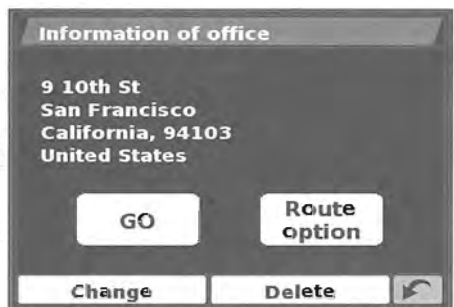 Information of office
9 10th St
San Francisco
California, 94103
United States
GO
Route
option
Change
Delete